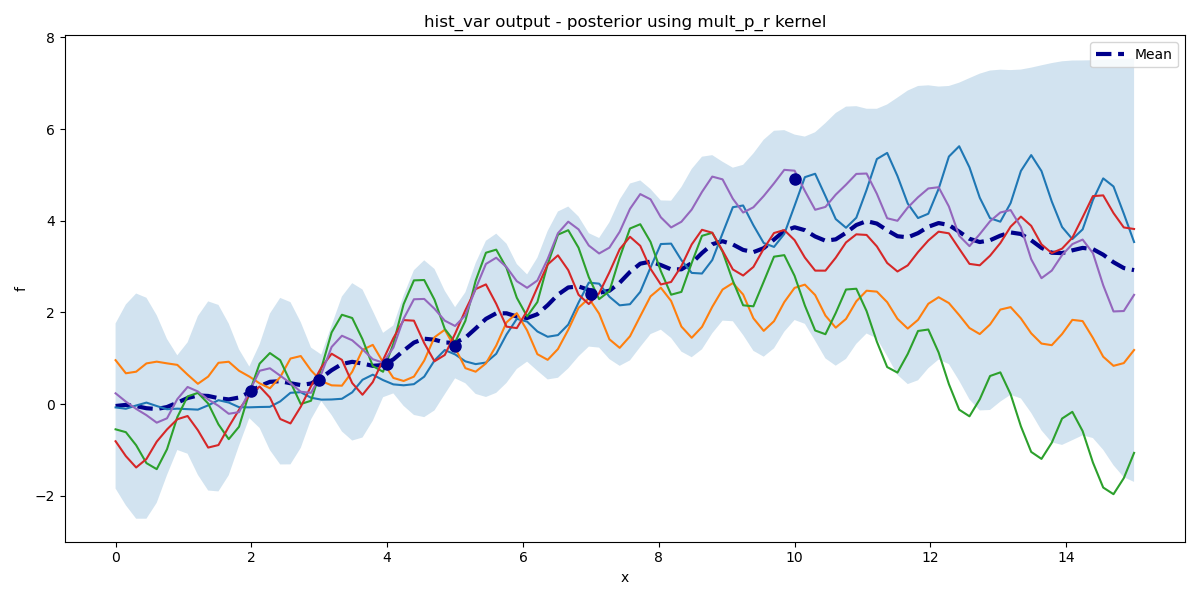 hist_var output - posterior using mult_p_r kernel
Mean
8
6
4
2
0
−2
f
0 2 4 6 8 10 12 14
x